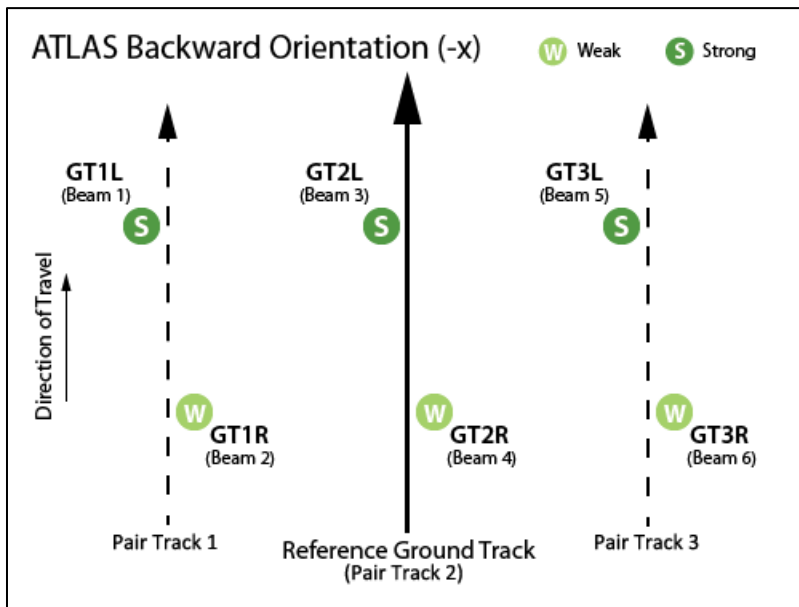 ATLAS Backward Orientation (-x)
W Weak
S Strong
GT1L
(Beam 1)
S
GT2L
(Beam 3)
S
GT3L
(Beam 5)
S
Direction of Travel
W
GT1R
(Beam 2)
W
GT2R
(Beam 4)
W
GT3R
(Beam 6)
Pair Track 1
Reference Ground Track
(Pair Track 2)
Pair Track 3